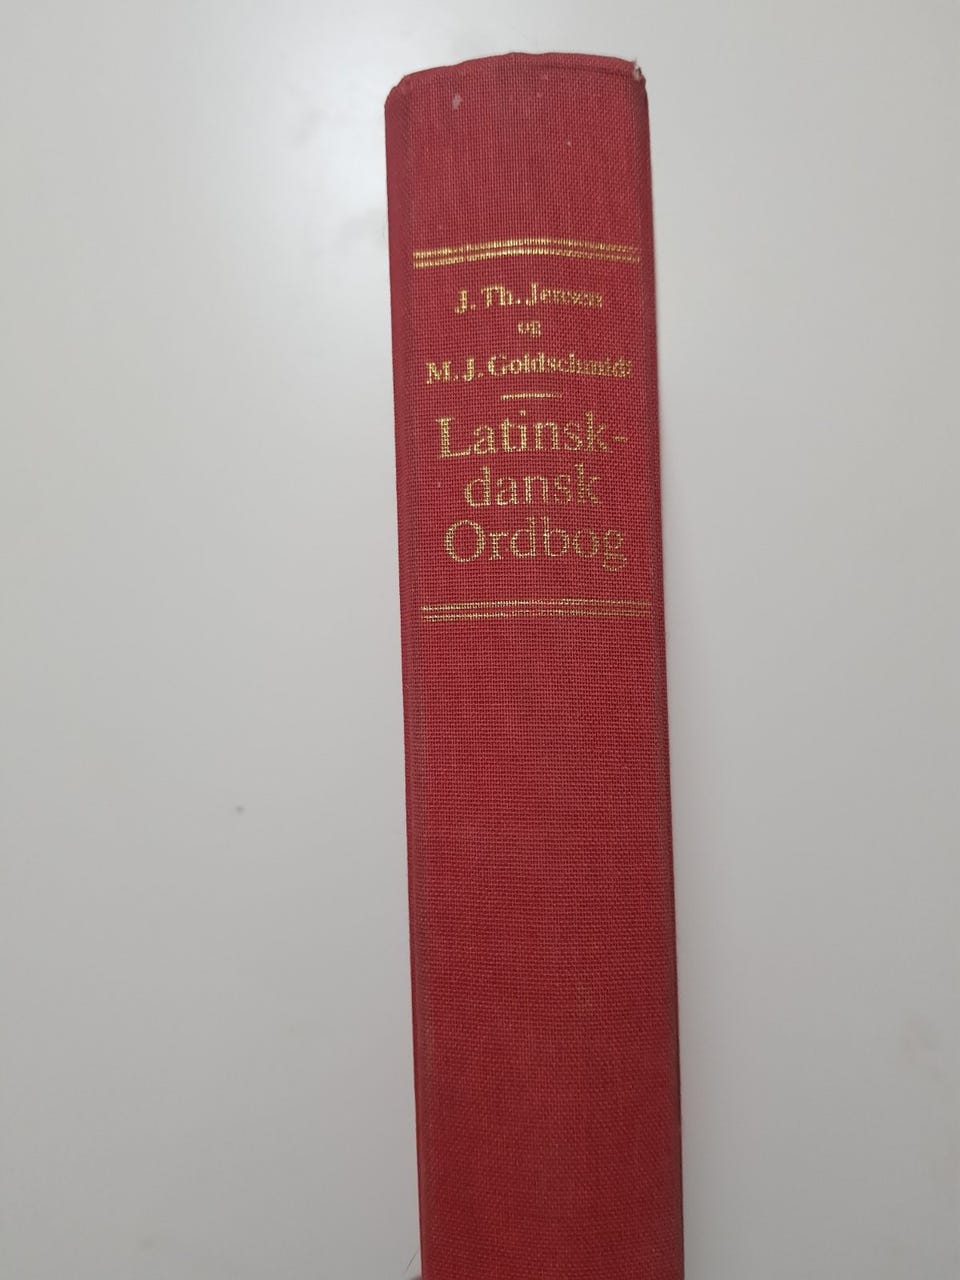 J. Th. Jensen
og
M. J. Goldschmidt
Latinsk-
dansk
Ordbog